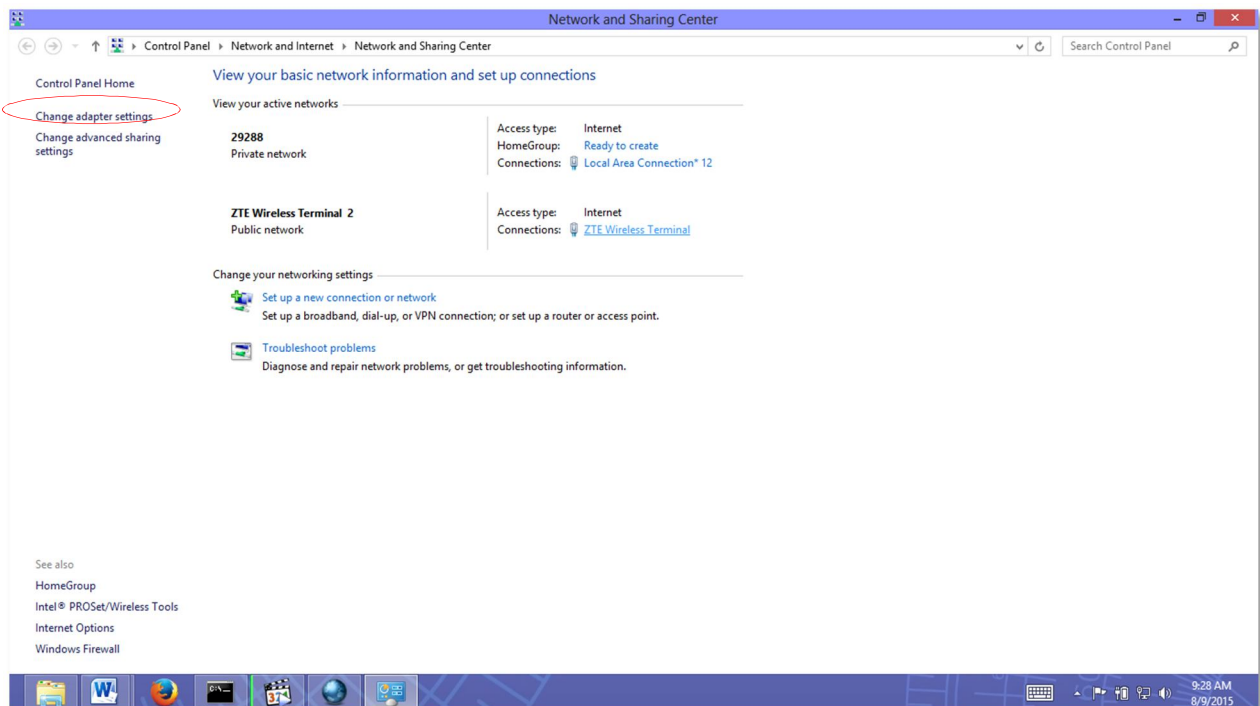 Network and Sharing Center
Control Panel Network and Internet Network and Sharing Center
Search Control Panel
Control Panel Home
Change adapter settings
Change advanced sharing
settings
View your basic network information and set up connections
View your active networks
29288
Private network
Access type: Internet
HomeGroup: Ready to create
Connections: Local Area Connection* 12
ZTE Wireless Terminal 2
Public network
Access type: Internet
Connections: ZTE Wireless Terminal
Change your networking settings
Set up a new connection or network
Set up a broadband, dial-up, or VPN connection; or set up a router or access point.
Troubleshoot problems
Diagnose and repair network problems, or get troubleshooting information.
See also
HomeGroup
Intel® PROSet/Wireless Tools
Internet Options
Windows Firewall
W
C:\
37
9:28 AM
8/9/2015